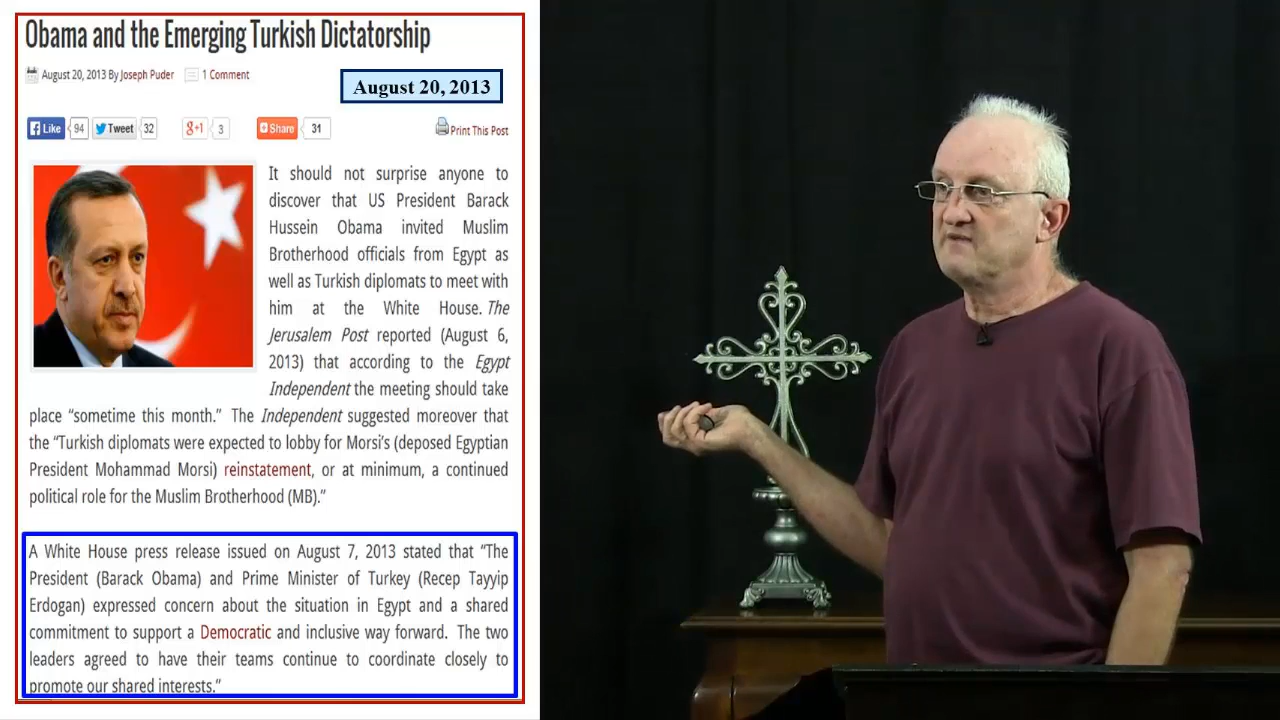 Obama and the Emerging Turkish Dictatorship
August 20, 2013 By Joseph Puder 1 Comment
August 20, 2013
Like 94 Tweet 32 g+1 3 Share 31 Print This Post
It should not surprise anyone to
discover that US President Barack
Hussein Obama invited Muslim
Brotherhood officials from Egypt as
well as Turkish diplomats to meet with
him at the White House. The
Jerusalem Post reported (August 6,
2013) that according to the Egypt
Independent the meeting should take
place “sometime this month.” The Independent suggested moreover that
the “Turkish diplomats were expected to lobby for Morsi’s (deposed Egyptian
President Mohammad Morsi) reinstatement, or at minimum, a continued
political role for the Muslim Brotherhood (MB).”
A White House press release issued on August 7, 2013 stated that “The
President (Barack Obama) and Prime Minister of Turkey (Recep Tayyip
Erdogan) expressed concern about the situation in Egypt and a shared
commitment to support a Democratic and inclusive way forward. The two
leaders agreed to have their teams continue to coordinate closely to
promote our shared interests.”